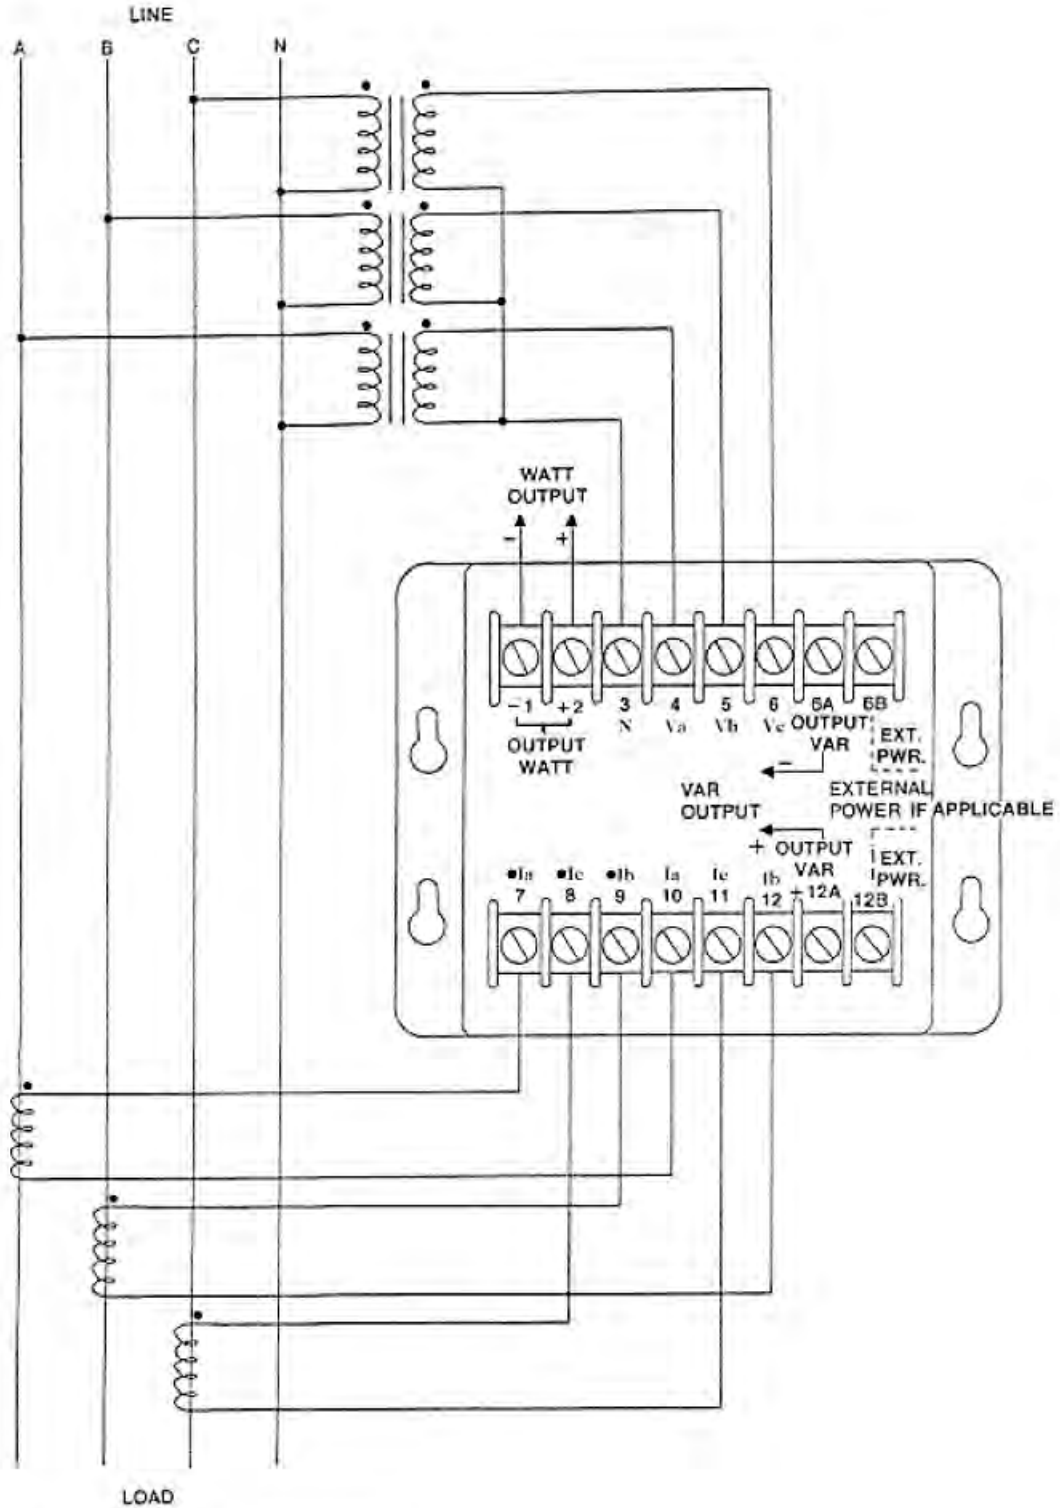 LINE
A B C N
WATT
OUTPUT
- +
-1 +2 3 4 5 6 6A 6B
N Va Vb Vc
OUTPUT
WATT
OUTPUT
VAR
-
EXT.
PWR.
VAR
OUTPUT
EXTERNAL
POWER IF APPLICABLE
+ OUTPUT
VAR
EXT.
PWR.
•Ia •Ic •Ib Ia Ic Ib
7 8 9 10 11 12 +12A 12B
LOAD